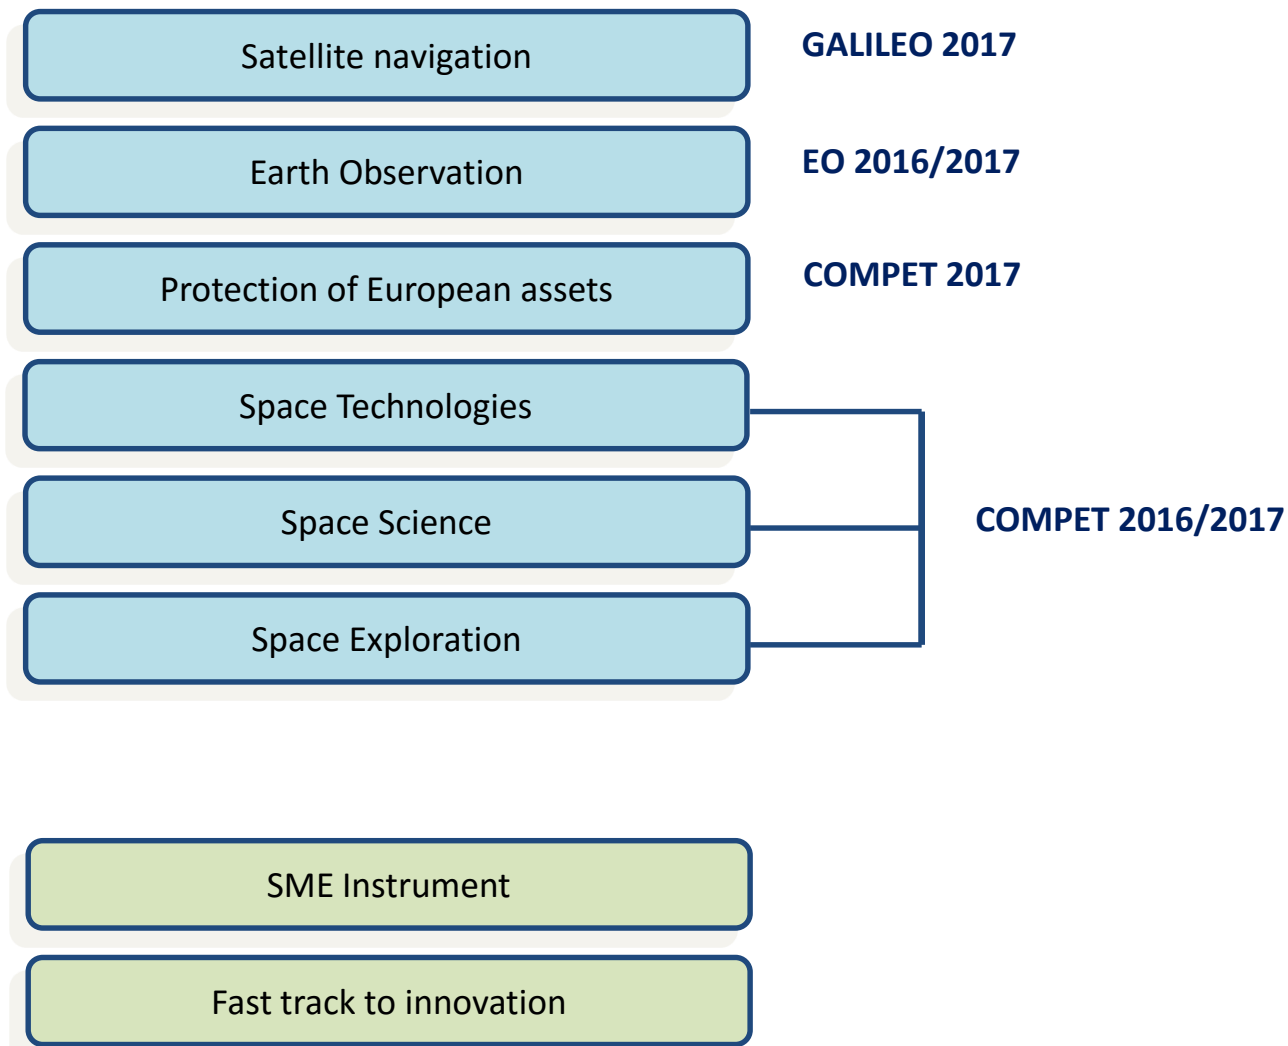 Satellite navigation
GALILEO 2017
Earth Observation
EO 2016/2017
Protection of European assets
COMPET 2017
Space Technologies
Space Science
COMPET 2016/2017
Space Exploration
SME Instrument
Fast track to innovation